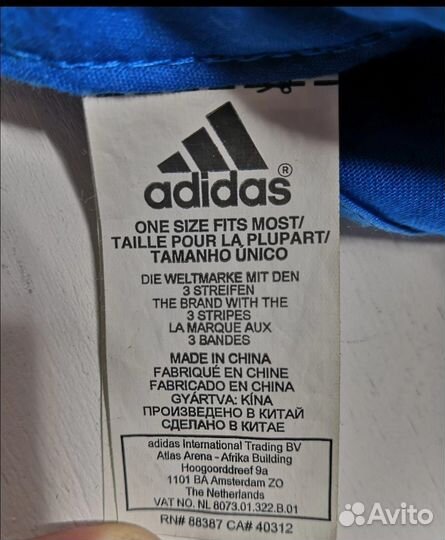 adidas®
ONE SIZE FITS MOST/
TAILLE POUR LA PLUPART/
TAMANHO ÚNICO
DIE WELTMARKE MIT DEN
3 STREIFEN
THE BRAND WITH THE
3 STRIPES
LA MARQUE AUX
3 BANDES
MADE IN CHINA
FABRIQUÉ EN CHINE
FABRICADO EN CHINA
GYÁRTVA: KÍNA
ПРОИЗВЕДЕНО В КИТАЙ
СДЕЛАНО В КИТАЕ
adidas International Trading BV
Atlas Arena - Afrika Building
Hoogoorddreef 9a
1101 BA Amsterdam ZO
The Netherlands
VAT NO. NL 8073.01.322.B.01
RN# 88387 CA# 40312
Avito